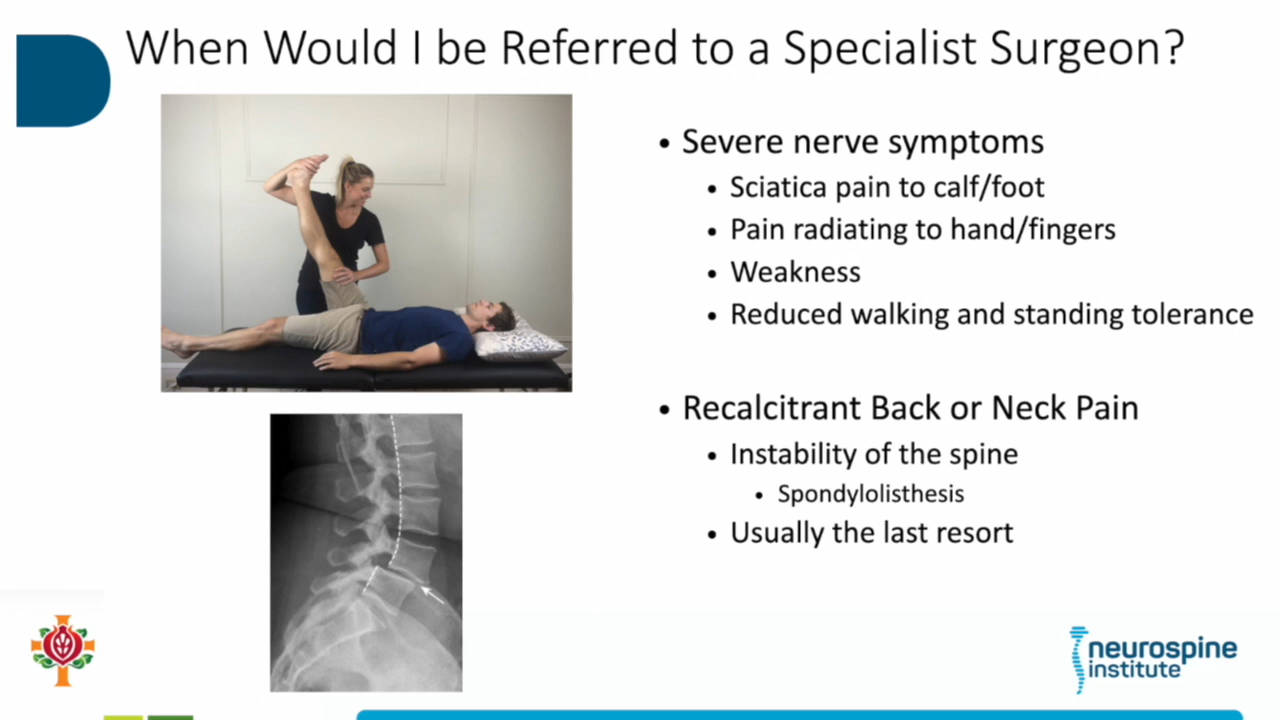 When Would I be Referred to a Specialist Surgeon?
• Severe nerve symptoms
• Sciatica pain to calf/foot
• Pain radiating to hand/fingers
• Weakness
• Reduced walking and standing tolerance
• Recalcitrant Back or Neck Pain
• Instability of the spine
• Spondylolisthesis
• Usually the last resort
neurospine
institute